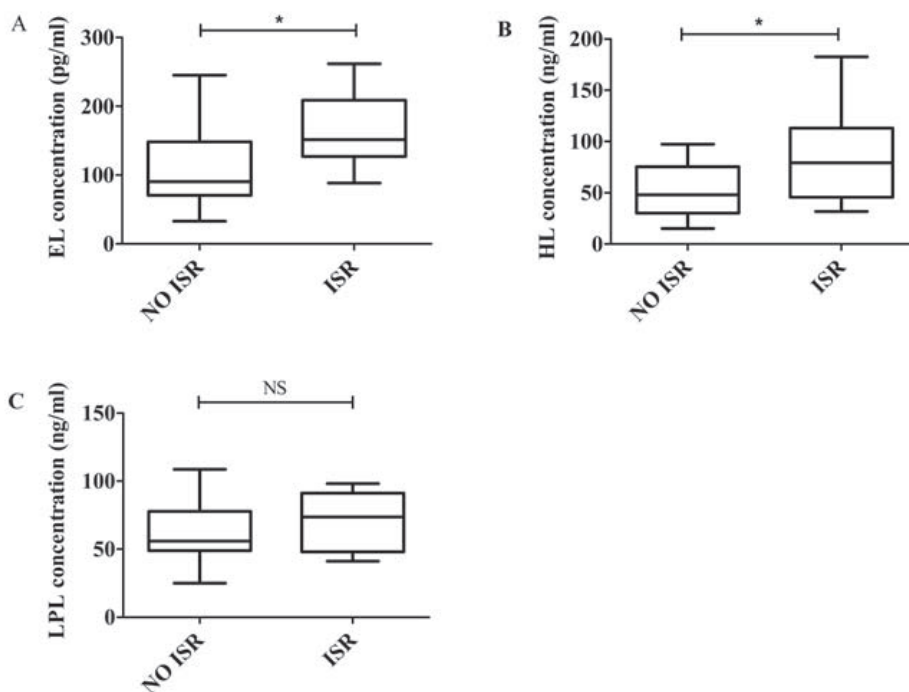 A
EL concentration (pg/ml)
300
200
100
0
*
NO ISR
ISR
B
HL concentration (ng/ml)
200
150
100
50
0
*
NO ISR
ISR
C
LPL concentration (ng/ml)
150
100
50
0
NS
NO ISR
ISR